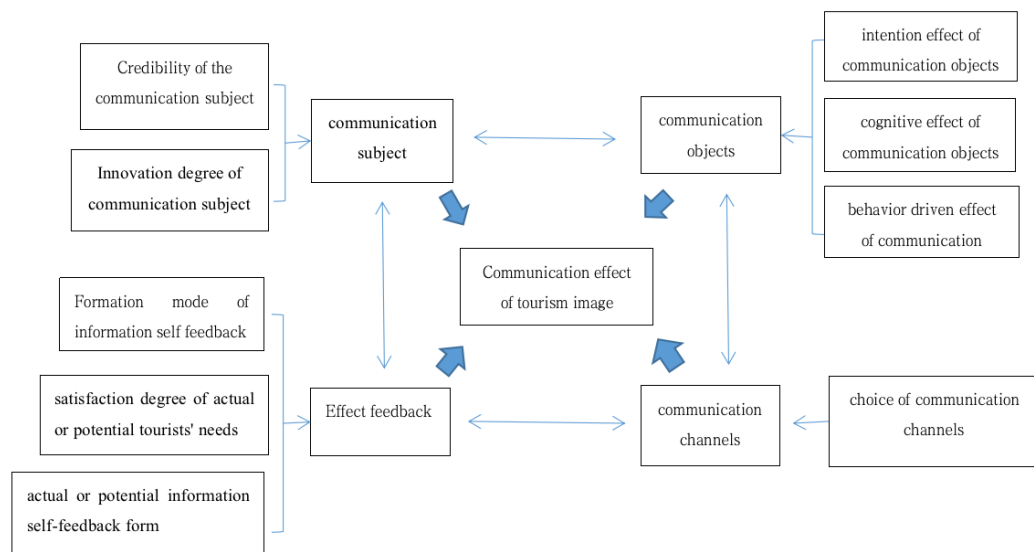 Credibility of the
communication subject
Innovation degree of
communication subject
communication
subject
communication
objects
intention effect of
communication objects
cognitive effect of
communication objects
behavior driven effect
of communication
Communication effect
of tourism image
Formation mode of
information self feedback
satisfaction degree of actual
or potential tourists' needs
actual or potential information
self-feedback form
Effect feedback
communication
channels
choice of communication
channels